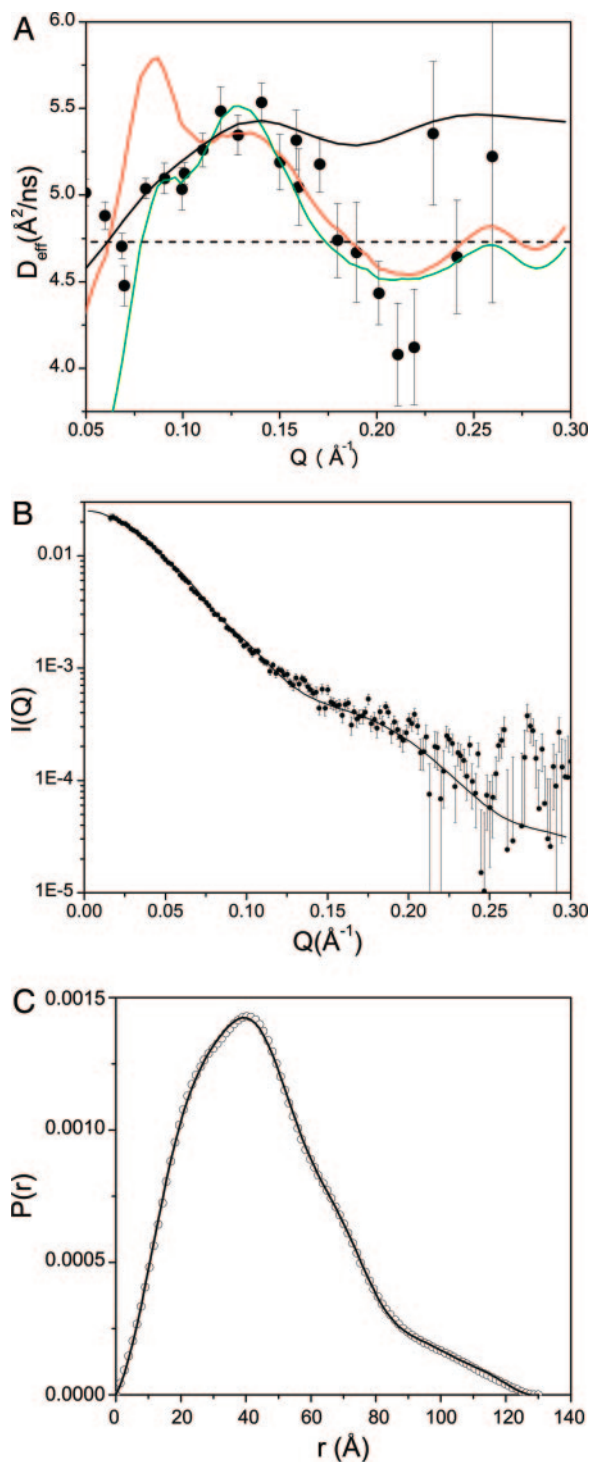 A
6.0
5.5
5.0
4.5
4.0
D_eff(Å²/ns)
0.05 0.10 0.15 0.20 0.25 0.30
Q ( Å⁻¹)
B
0.01
1E-3
1E-4
1E-5
I(Q)
0.00 0.05 0.10 0.15 0.20 0.25 0.30
Q(Å⁻¹)
C
0.0015
0.0010
0.0005
0.0000
P(r)
0 20 40 60 80 100 120 140
r (Å)